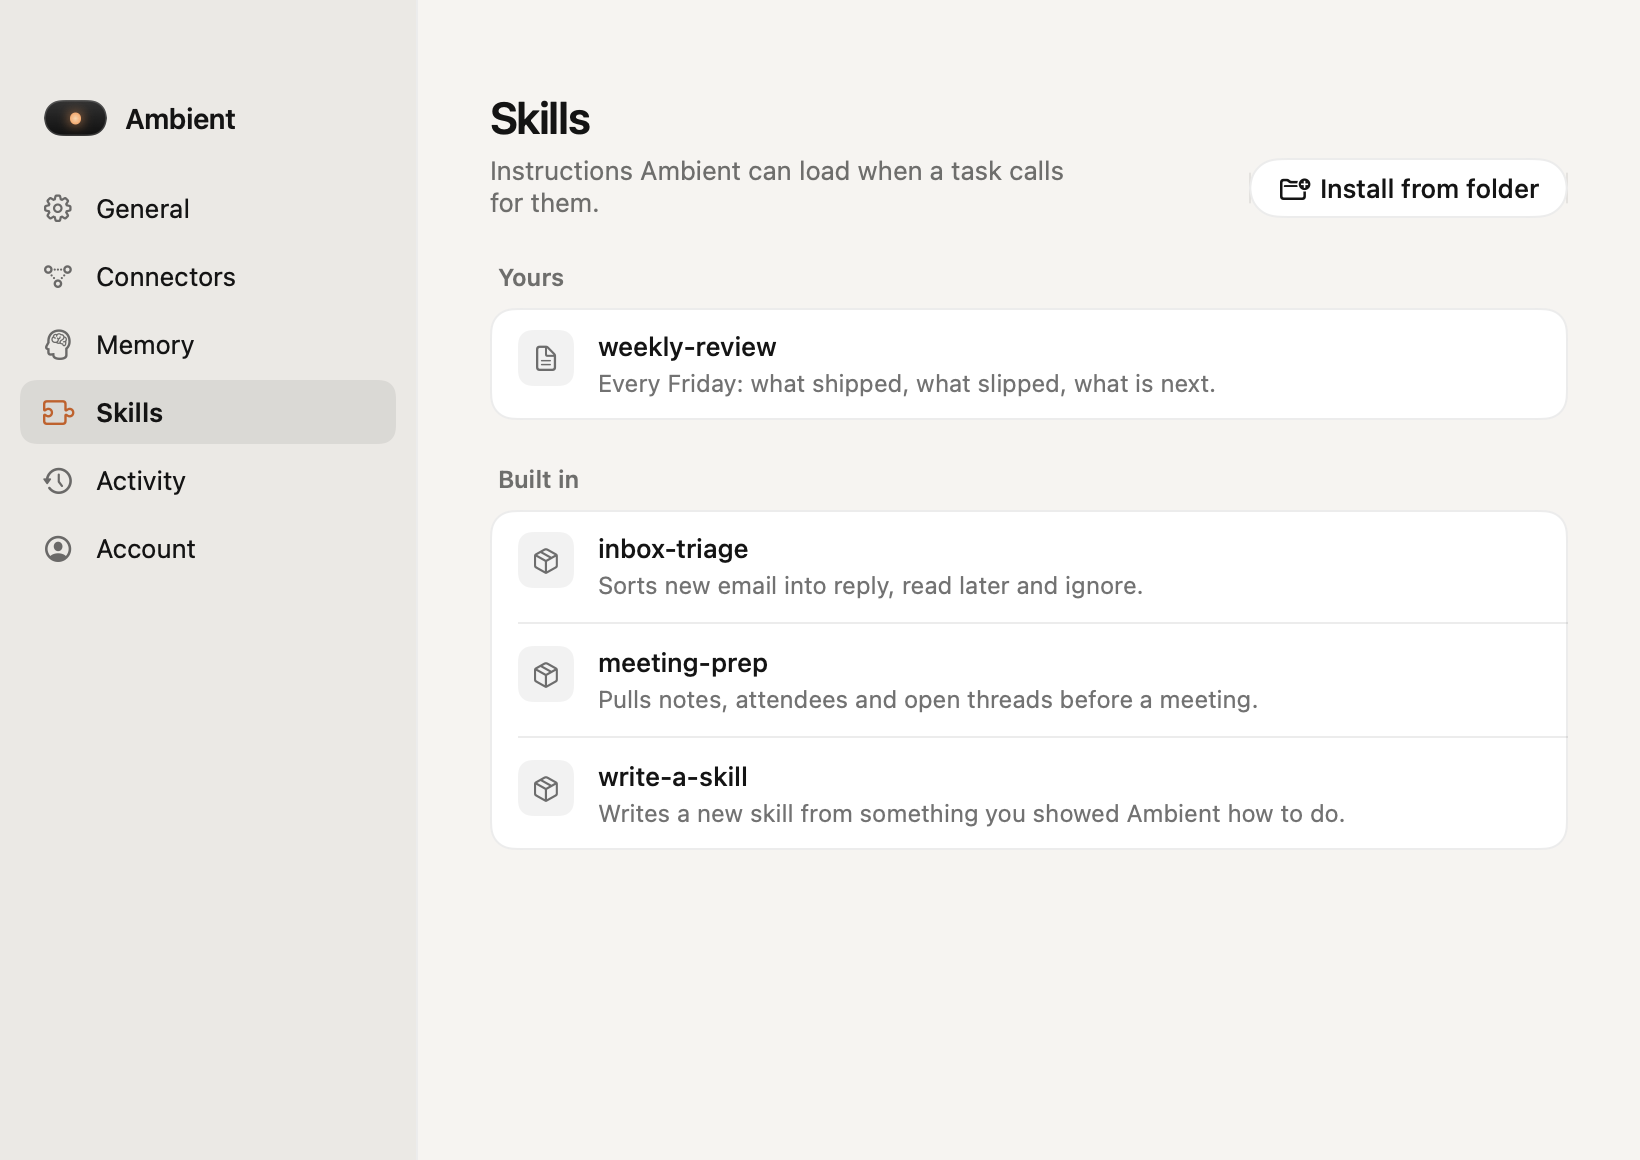 Ambient
General
Connectors
Memory
Skills
Activity
Account
Skills
Instructions Ambient can load when a task calls
for them.
Install from folder
Yours
weekly-review
Every Friday: what shipped, what slipped, what is next.
Built in
inbox-triage
Sorts new email into reply, read later and ignore.
meeting-prep
Pulls notes, attendees and open threads before a meeting.
write-a-skill
Writes a new skill from something you showed Ambient how to do.